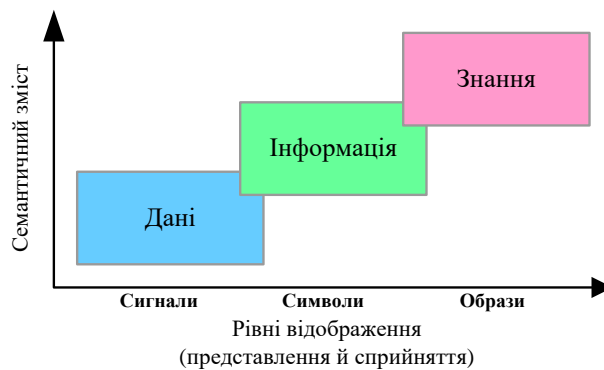 Семантичний зміст
Знання
Інформація
Дані
Сигнали Символи Образи
Рівні відображення
(представлення й сприйняття)